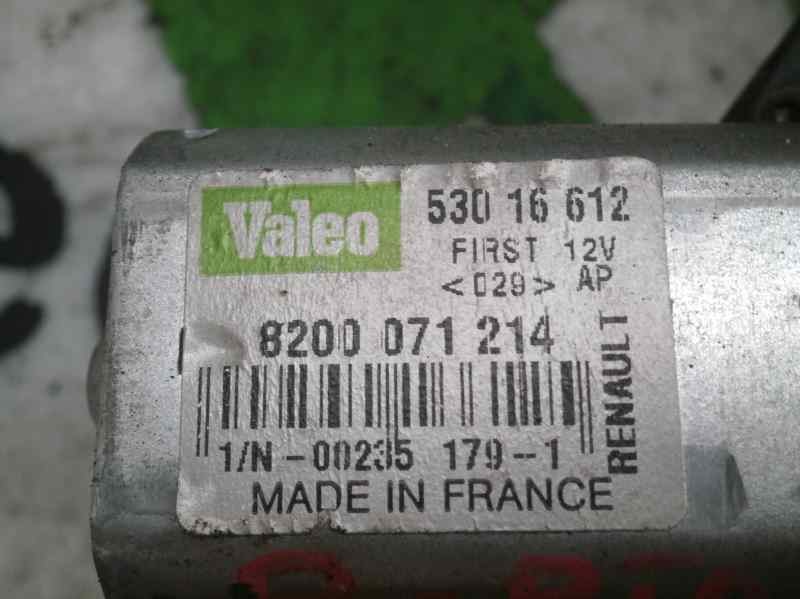 Valeo
530 16 612
FIRST 12V
<029> AP
8200 071 214
RENAULT
1/N -00235 179--1
MADE IN FRANCE